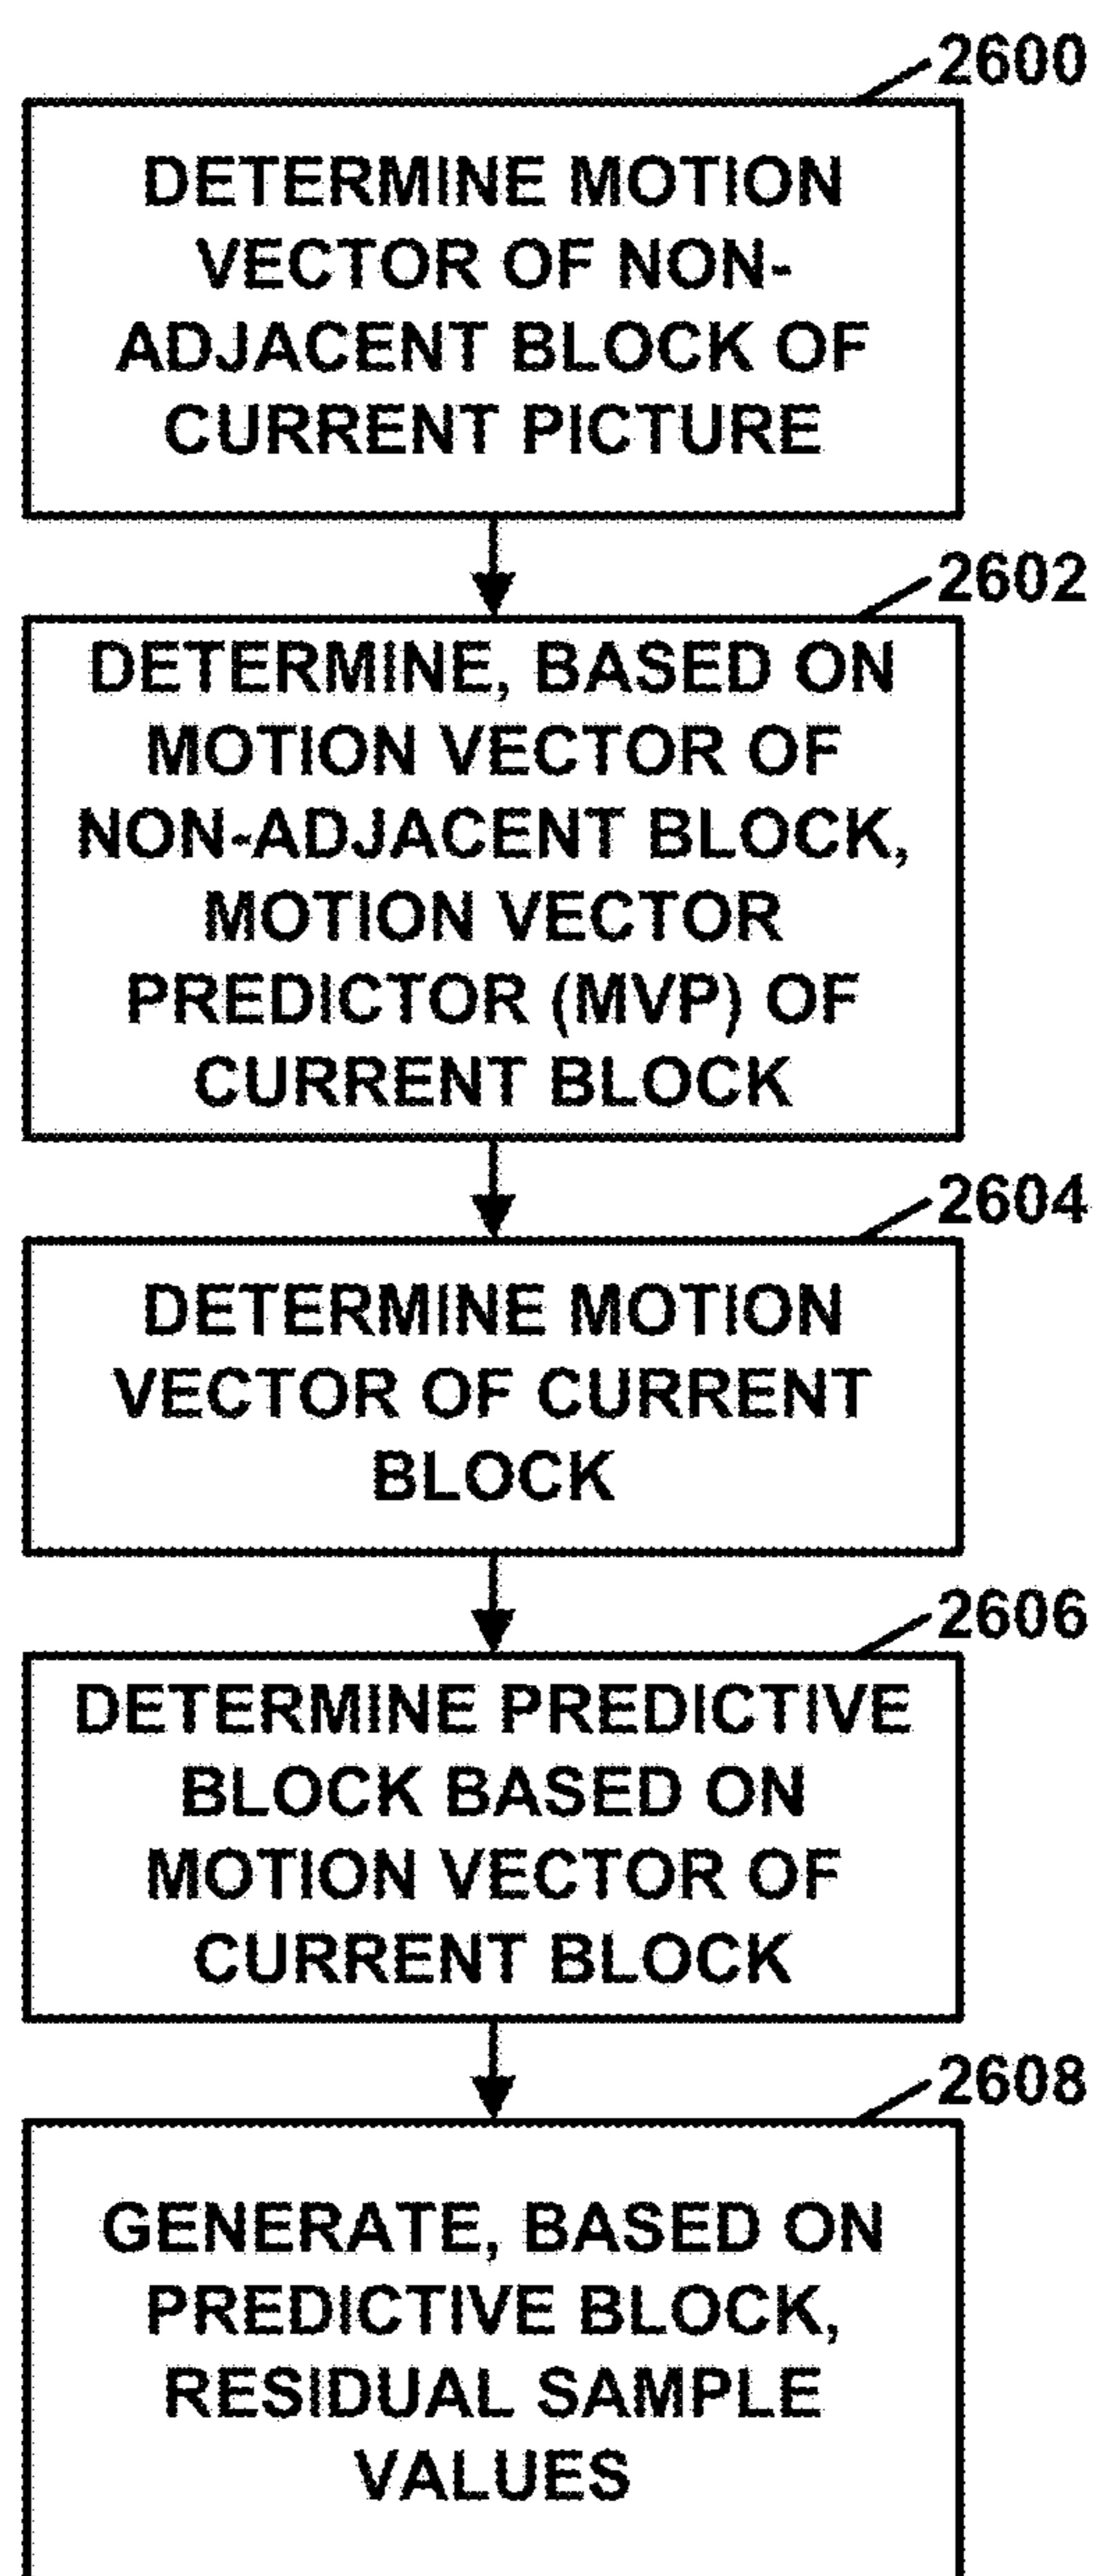 2600
DETERMINE MOTION
VECTOR OF NON-
ADJACENT BLOCK OF
CURRENT PICTURE
2602
DETERMINE, BASED ON
MOTION VECTOR OF
NON-ADJACENT BLOCK,
MOTION VECTOR
PREDICTOR (MVP) OF
CURRENT BLOCK
2604
DETERMINE MOTION
VECTOR OF CURRENT
BLOCK
2606
DETERMINE PREDICTIVE
BLOCK BASED ON
MOTION VECTOR OF
CURRENT BLOCK
2608
GENERATE, BASED ON
PREDICTIVE BLOCK,
RESIDUAL SAMPLE
VALUES